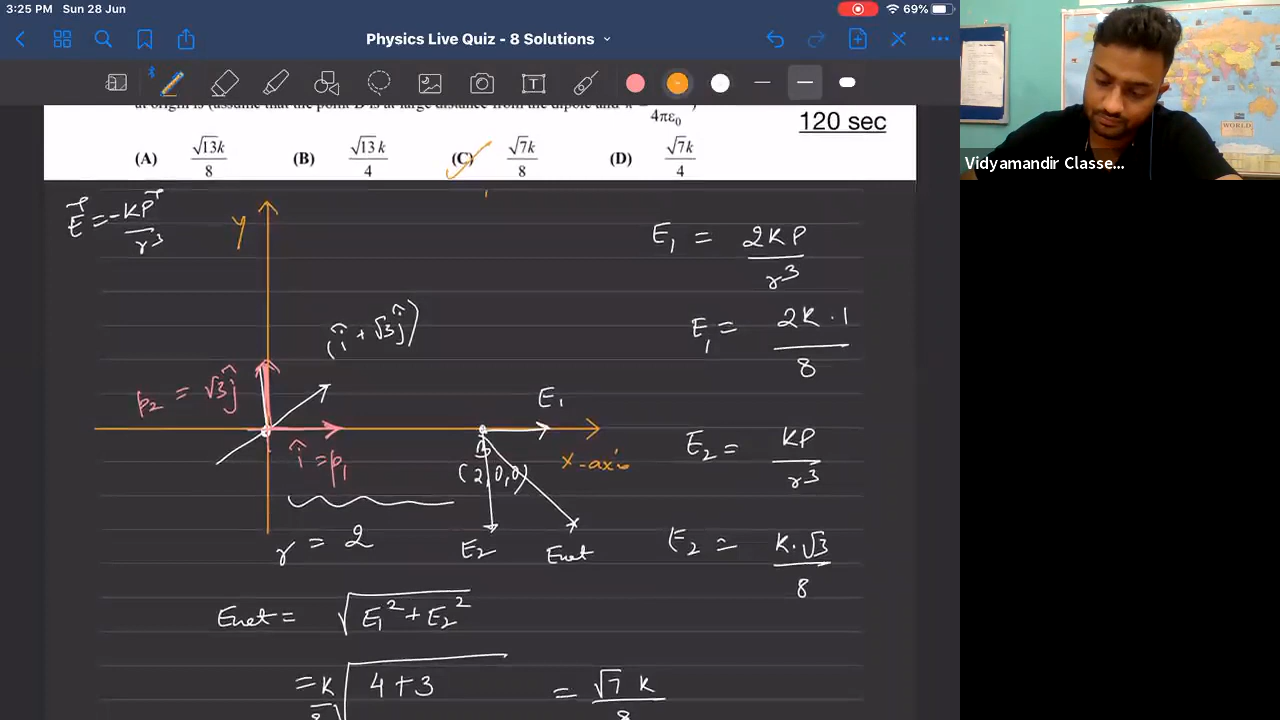 3:25 PM Sun 28 Jun
69%
Physics Live Quiz - 8 Solutions
at origin is (assume that the point B is at large distance from the dipole and k =
4πε₀ )
120 sec
(A) √13k/8 (B) √13 k/4 (C) √7k/8 (D) √7k/4
E⃗ = -KP⃗/r³
y
E₁ = 2KP/r³
(î + √3ĵ)
E₁ = 2K·1/8
p₂ = √3ĵ
E₁
î = p₁
B
(2,0,0)
x-axis
E₂ = KP/r³
r = 2
E₂
Enet
E₂ = K·√3/8
Enet = √E₁² + E₂²
= K/8 √4+3 = √7 K/8
WORLD
Vidyamandir Classe...